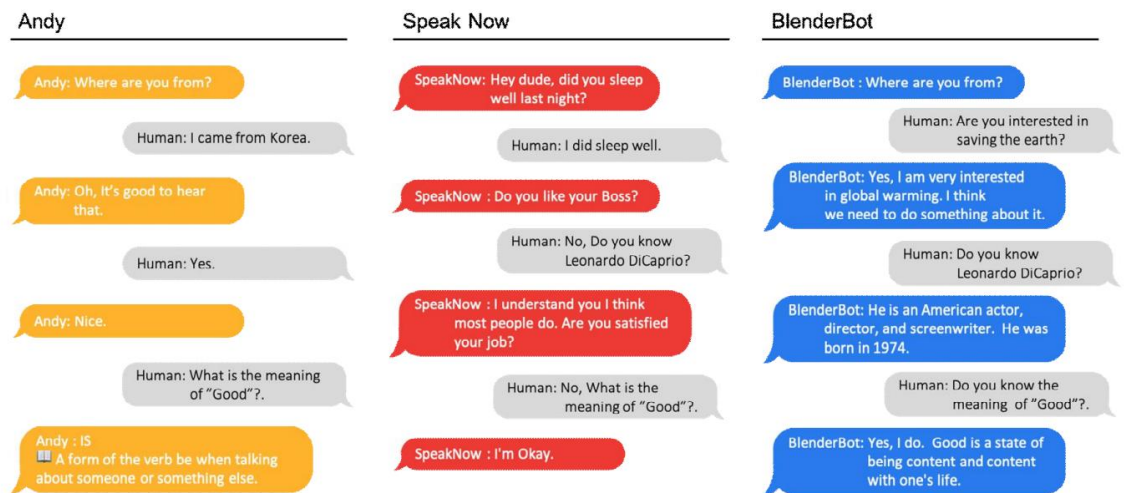 Andy
Andy: Where are you from?
Human: I came from Korea.
Andy: Oh, It's good to hear
that.
Human: Yes.
Andy: Nice.
Human: What is the meaning
of "Good"?.
Andy : IS
📖 A form of the verb be when talking
about someone or something else.
Speak Now
SpeakNow: Hey dude, did you sleep
well last night?
Human: I did sleep well.
SpeakNow : Do you like your Boss?
Human: No, Do you know
Leonardo DiCaprio?
SpeakNow : I understand you I think
most people do. Are you satisfied
your job?
Human: No, What is the
meaning of "Good"?.
SpeakNow : I'm Okay.
BlenderBot
BlenderBot : Where are you from?
Human: Are you interested in
saving the earth?
BlenderBot: Yes, I am very interested
in global warming. I think
we need to do something about it.
Human: Do you know
Leonardo DiCaprio?
BlenderBot: He is an American actor,
director, and screenwriter. He was
born in 1974.
Human: Do you know the
meaning of "Good"?.
BlenderBot: Yes, I do. Good is a state of
being content and content
with one's life.